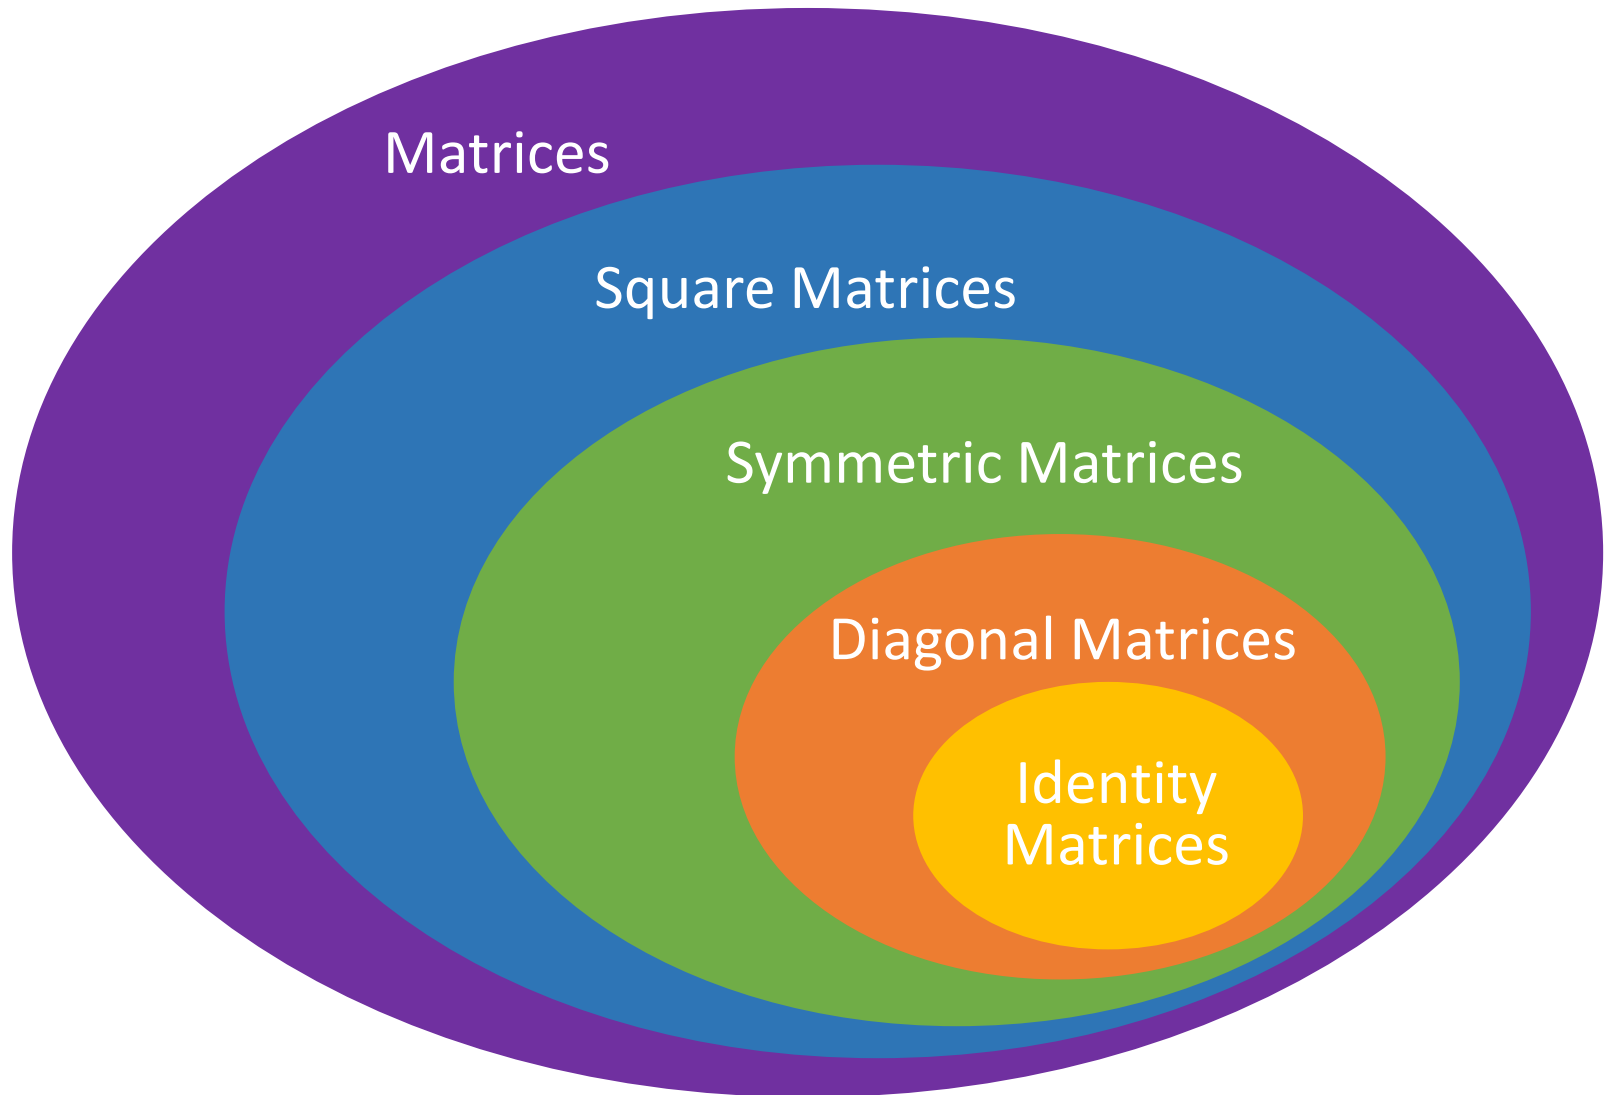 Matrices
Square Matrices
Symmetric Matrices
Diagonal Matrices
Identity
Matrices